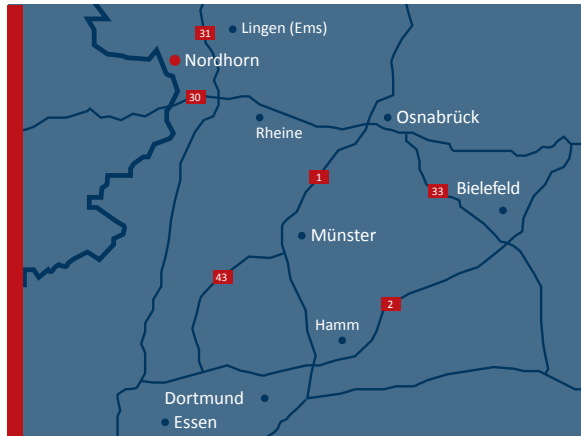 31
Lingen (Ems)
Nordhorn
30
Rheine
Osnabrück
1
33
Bielefeld
Münster
43
2
Hamm
Dortmund
Essen